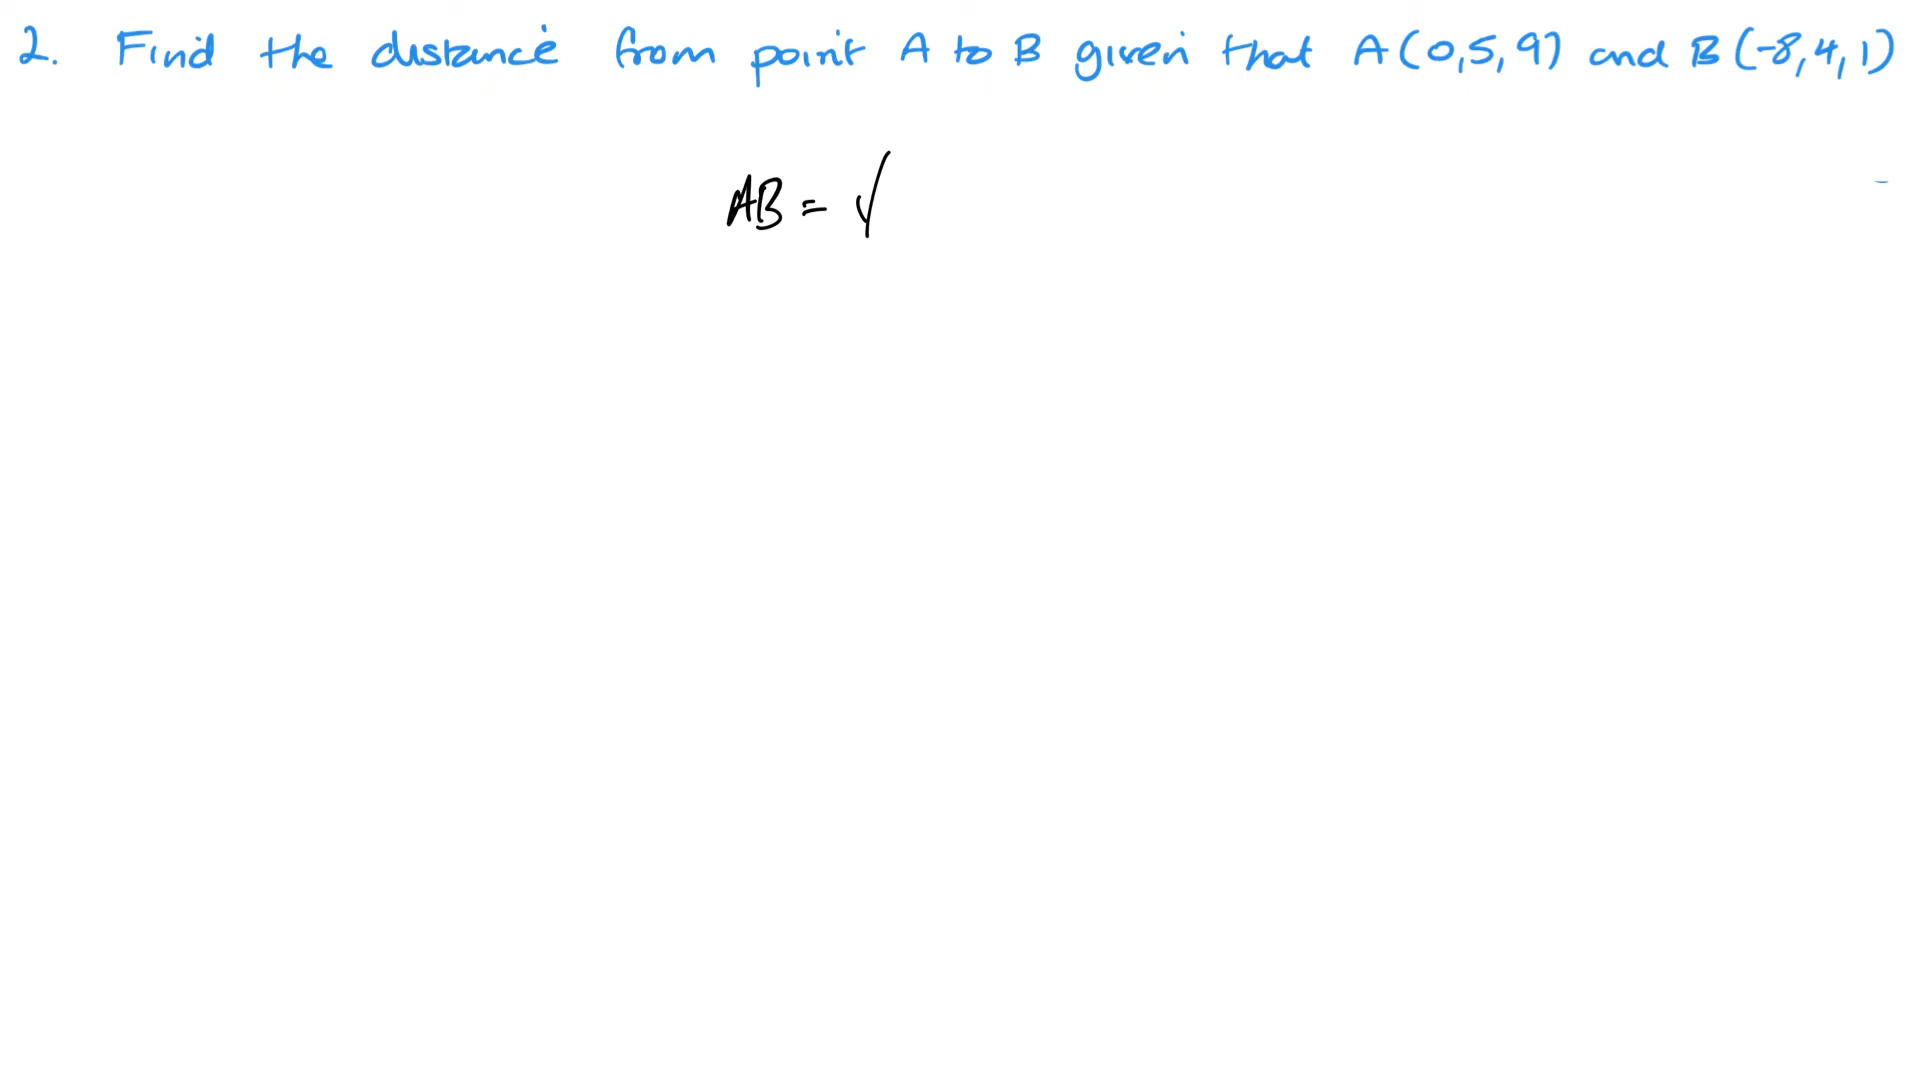 2. Find the distance from point A to B given that A(0,5,9) and B(-8,4,1)
AB = √